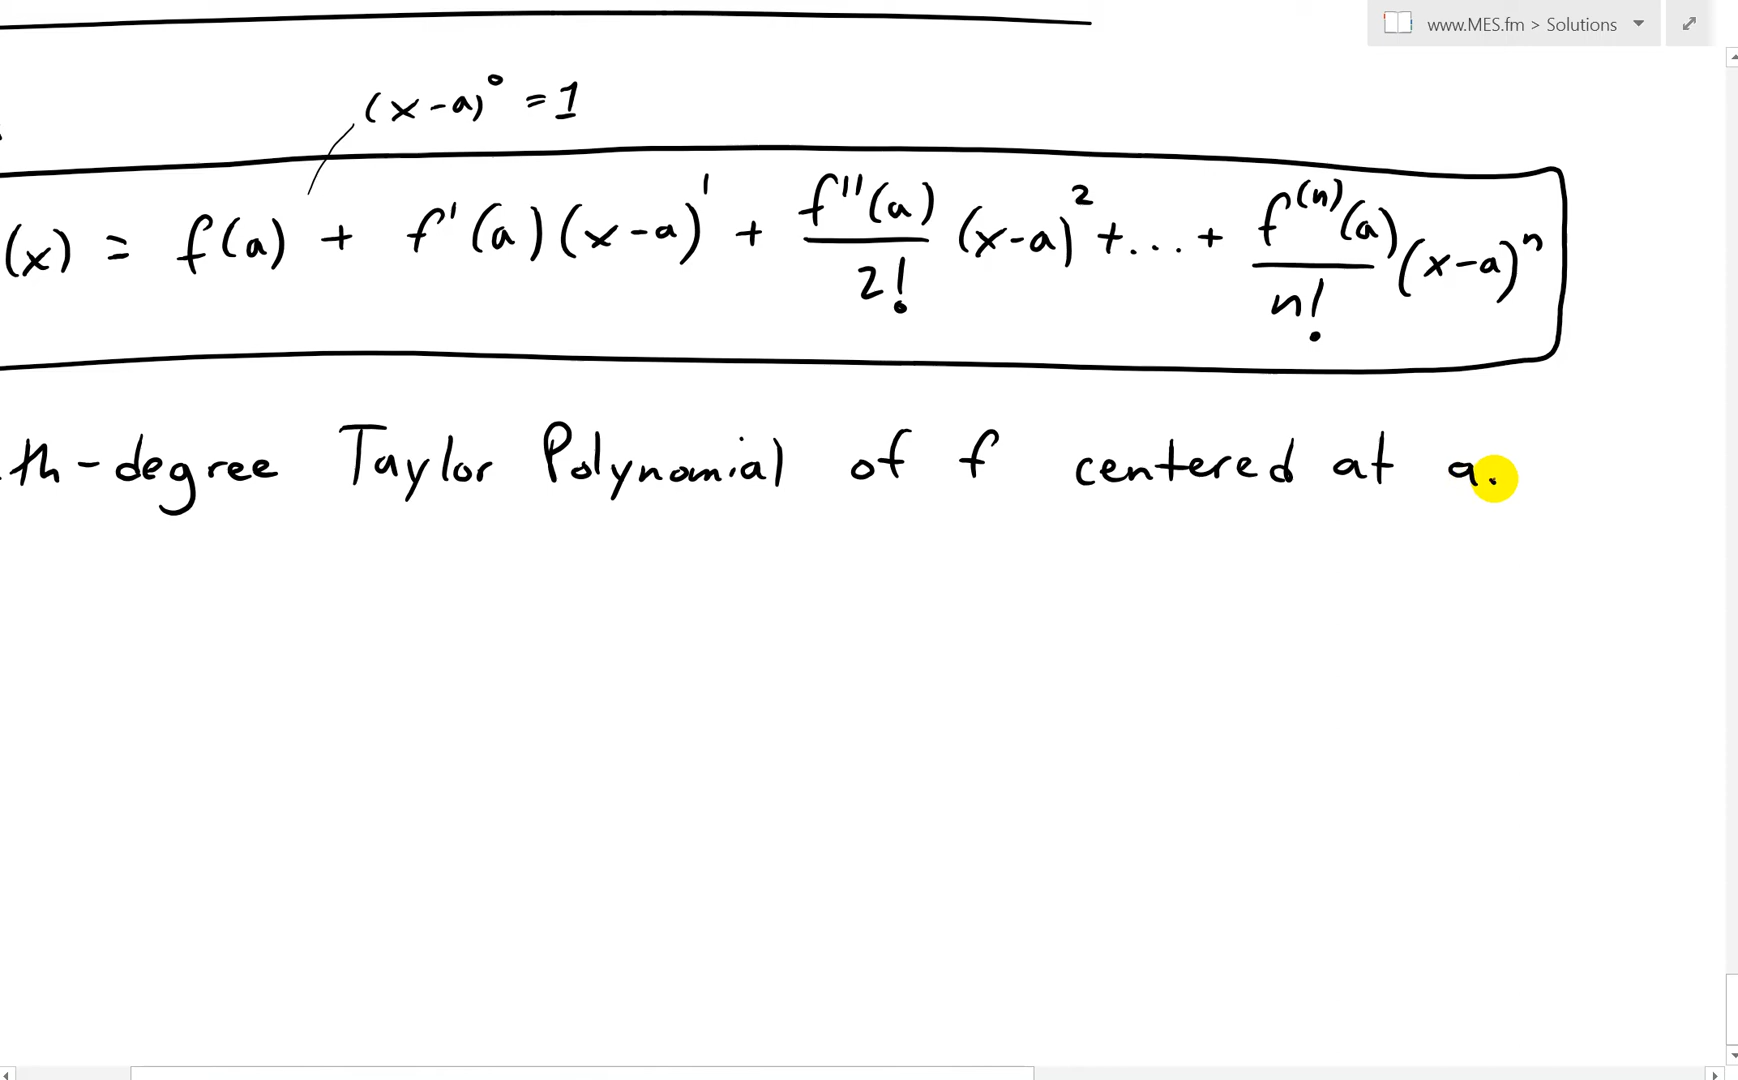 www.MES.fm > Solutions
(x-a)⁰ = 1
(x) = f(a) + f'(a)(x-a)¹ + f''(a)/2! (x-a)² + ... + f⁽ⁿ⁾(a)/n! (x-a)ⁿ
th-degree Taylor Polynomial of f centered at a.